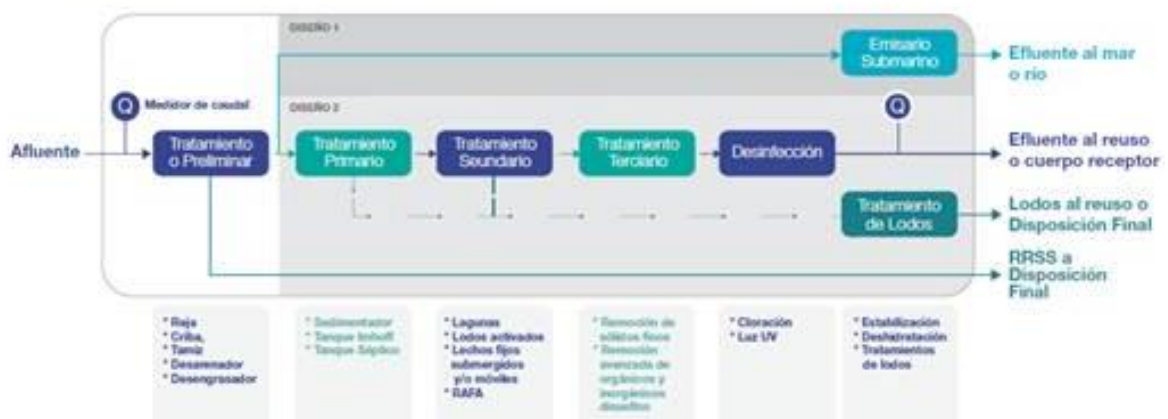 DISEÑO 1
Emisario
Submarino
Efluente al mar
o río
Q Medidor de caudal
DISEÑO 2
Q
Afluente
Tratamiento
o Preliminar
Tratamiento
Primario
Tratamiento
Seundario
Tratamiento
Terciario
Desinfección
Efluente al reuso
o cuerpo receptor
Tratamiento
de Lodos
Lodos al reuso o
Disposición Final
RRSS a
Disposición
Final
* Reja
* Criba,
* Tamiz
* Desarenador
* Desengrasador
* Sedimentador
* Tanque Imhoff
* Tanque Séptico
* Lagunas
* Lodos activados
* Lechos fijos
submergidos
y/o móviles
* RAFA
* Remoción de
sólidos finos
* Remoción
avanzada de
orgánicos y
inorgánicos
disueltos
* Cloración
* Luz UV
* Estabilización
* Deshidratación
* Tratamientos
de lodos